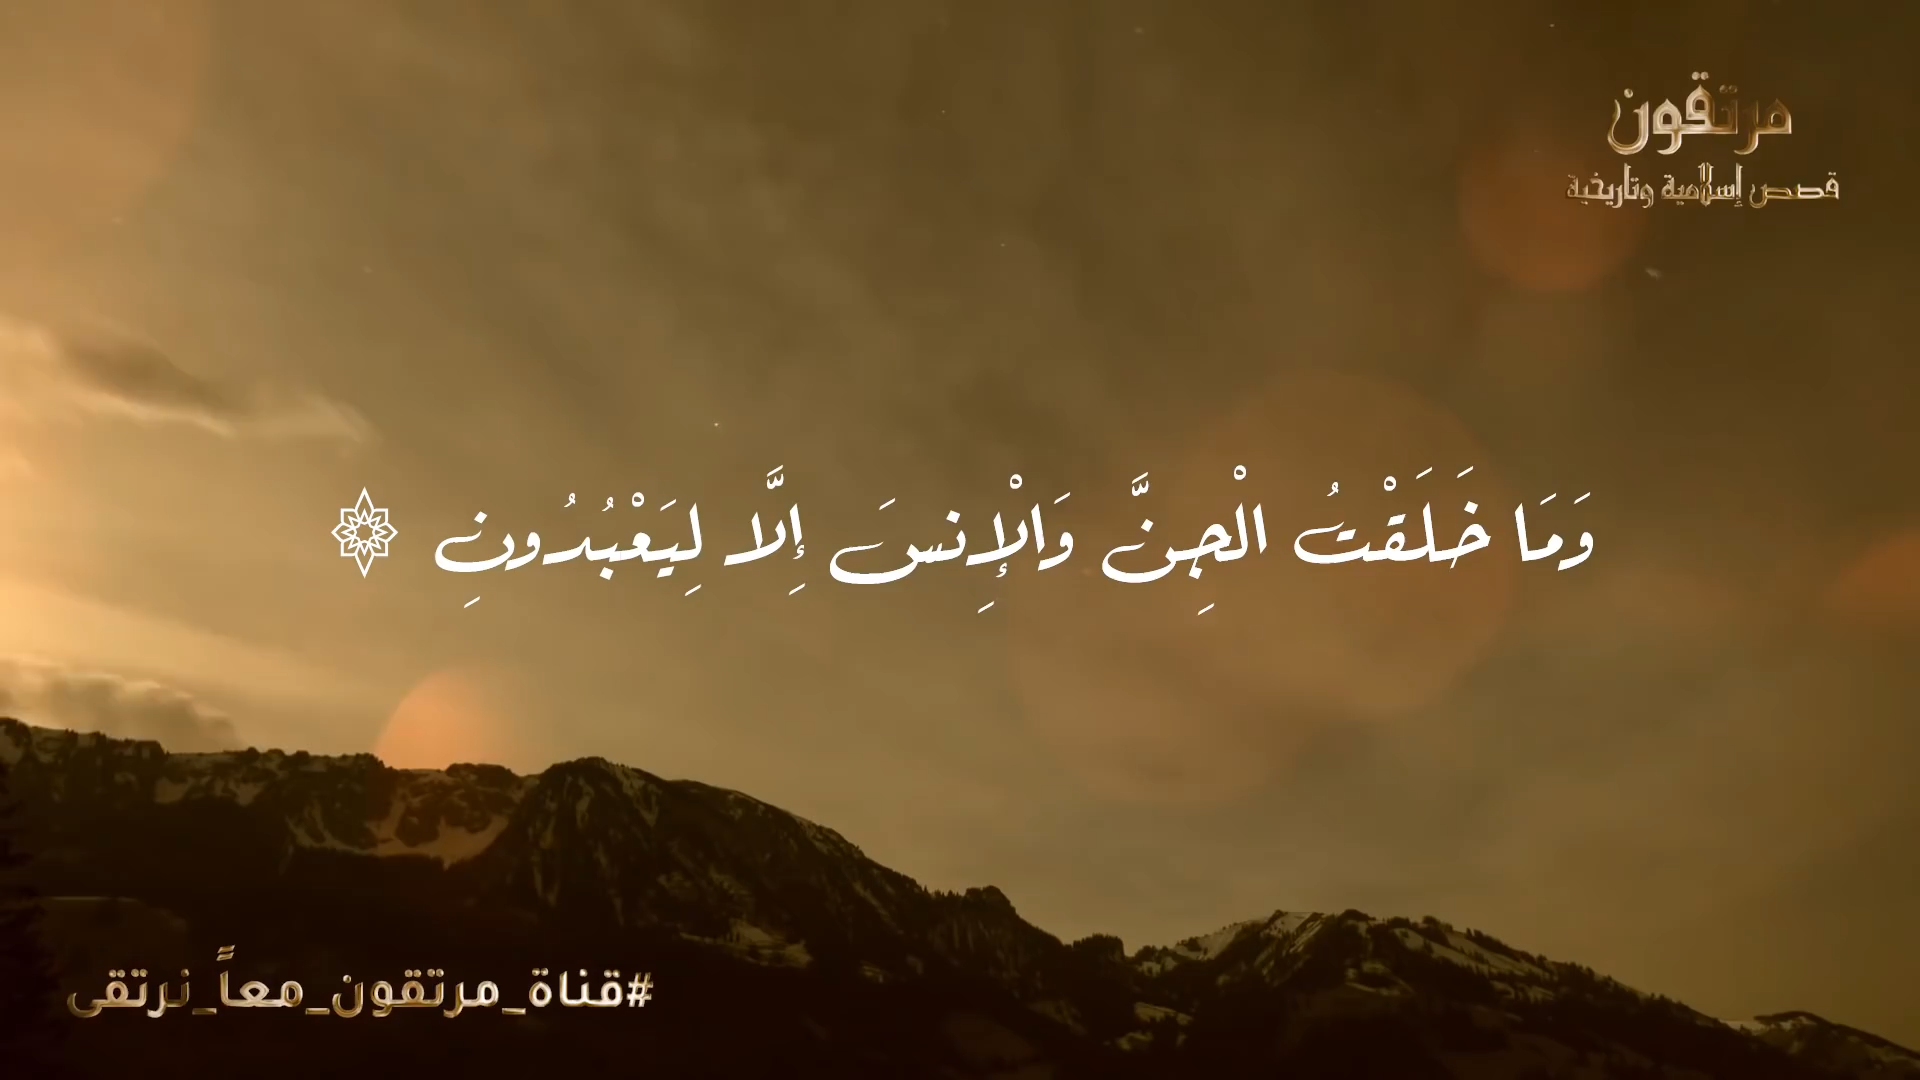 مرتقون
قصص إسلامية وتاريخية
وَمَا خَلَقْتُ الْجِنَّ وَالْإِنسَ إِلَّا لِيَعْبُدُونِ ۞
#قناة_مرتقون_معاً_نرتقى